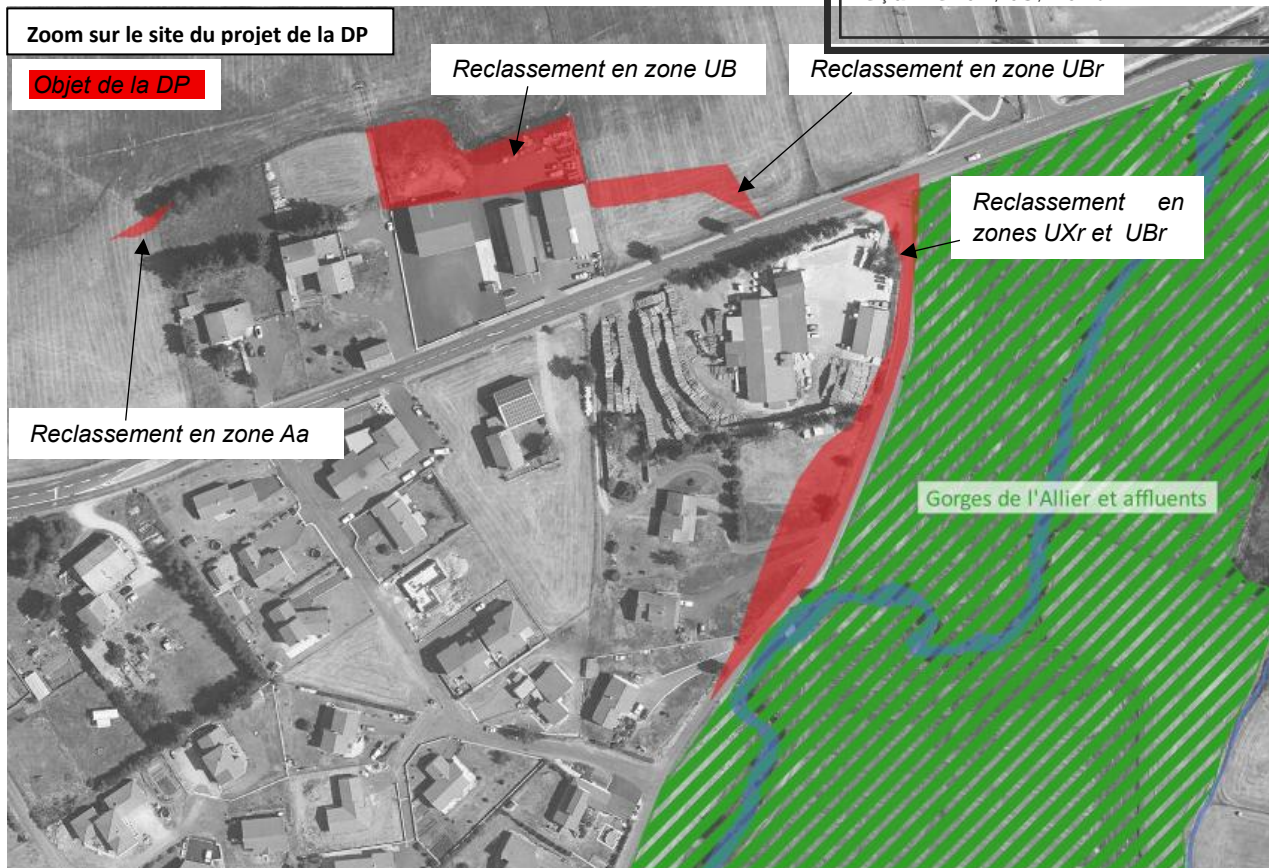 Zoom sur le site du projet de la DP
Objet de la DP
Reclassement en zone UB
Reclassement en zone UBr
Reclassement en
zones UXr et UBr
Reclassement en zone Aa
Gorges de l'Allier et affluents